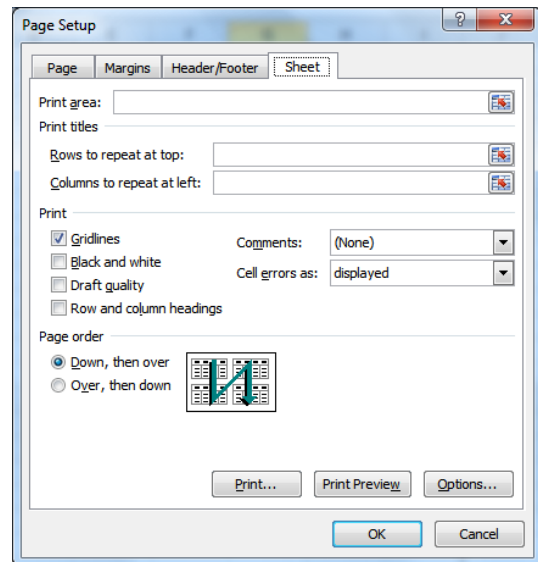 Page Setup
Page Margins Header/Footer Sheet
Print area:
Print titles
Rows to repeat at top:
Columns to repeat at left:
Print
Gridlines Comments: (None)
Black and white Cell errors as: displayed
Draft quality
Row and column headings
Page order
Down, then over
Over, then down
Print... Print Preview Options...
OK Cancel